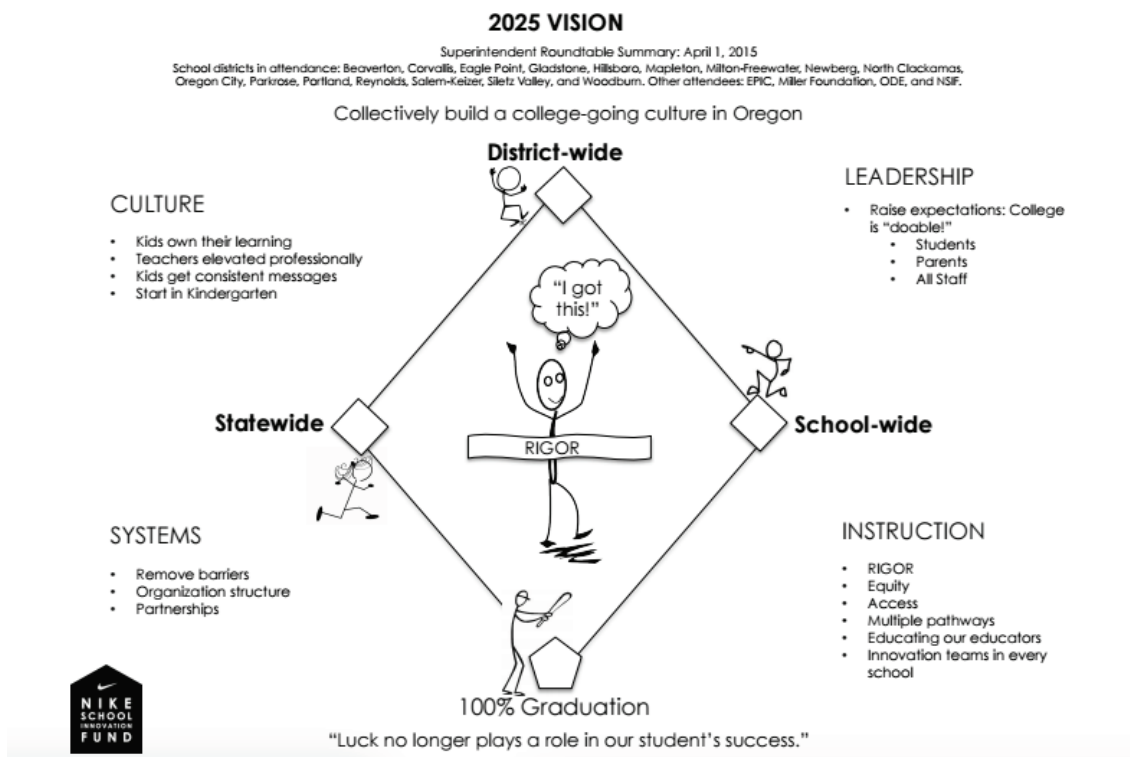 2025 VISION
Superintendent Roundtable Summary: April 1, 2015
School districts in attendance: Beaverton, Corvallis, Eagle Point, Gladstone, Hillsboro, Mapleton, Milton-Freewater, Newberg, North Clackamas,
Oregon City, Parkrose, Portland, Reynolds, Salem-Keizer, Siletz Valley, and Woodburn. Other attendees: EPIC, Miller Foundation, ODE, and NSIF.
Collectively build a college-going culture in Oregon
District-wide
CULTURE
• Kids own their learning
• Teachers elevated professionally
• Kids get consistent messages
• Start in Kindergarten
LEADERSHIP
• Raise expectations: College
is “doable!”
• Students
• Parents
• All Staff
“I got
this!”
Statewide
School-wide
RIGOR
SYSTEMS
• Remove barriers
• Organization structure
• Partnerships
INSTRUCTION
• RIGOR
• Equity
• Access
• Multiple pathways
• Educating our educators
• Innovation teams in every
school
NIKE
SCHOOL
INNOVATION
FUND
100% Graduation
“Luck no longer plays a role in our student’s success.”